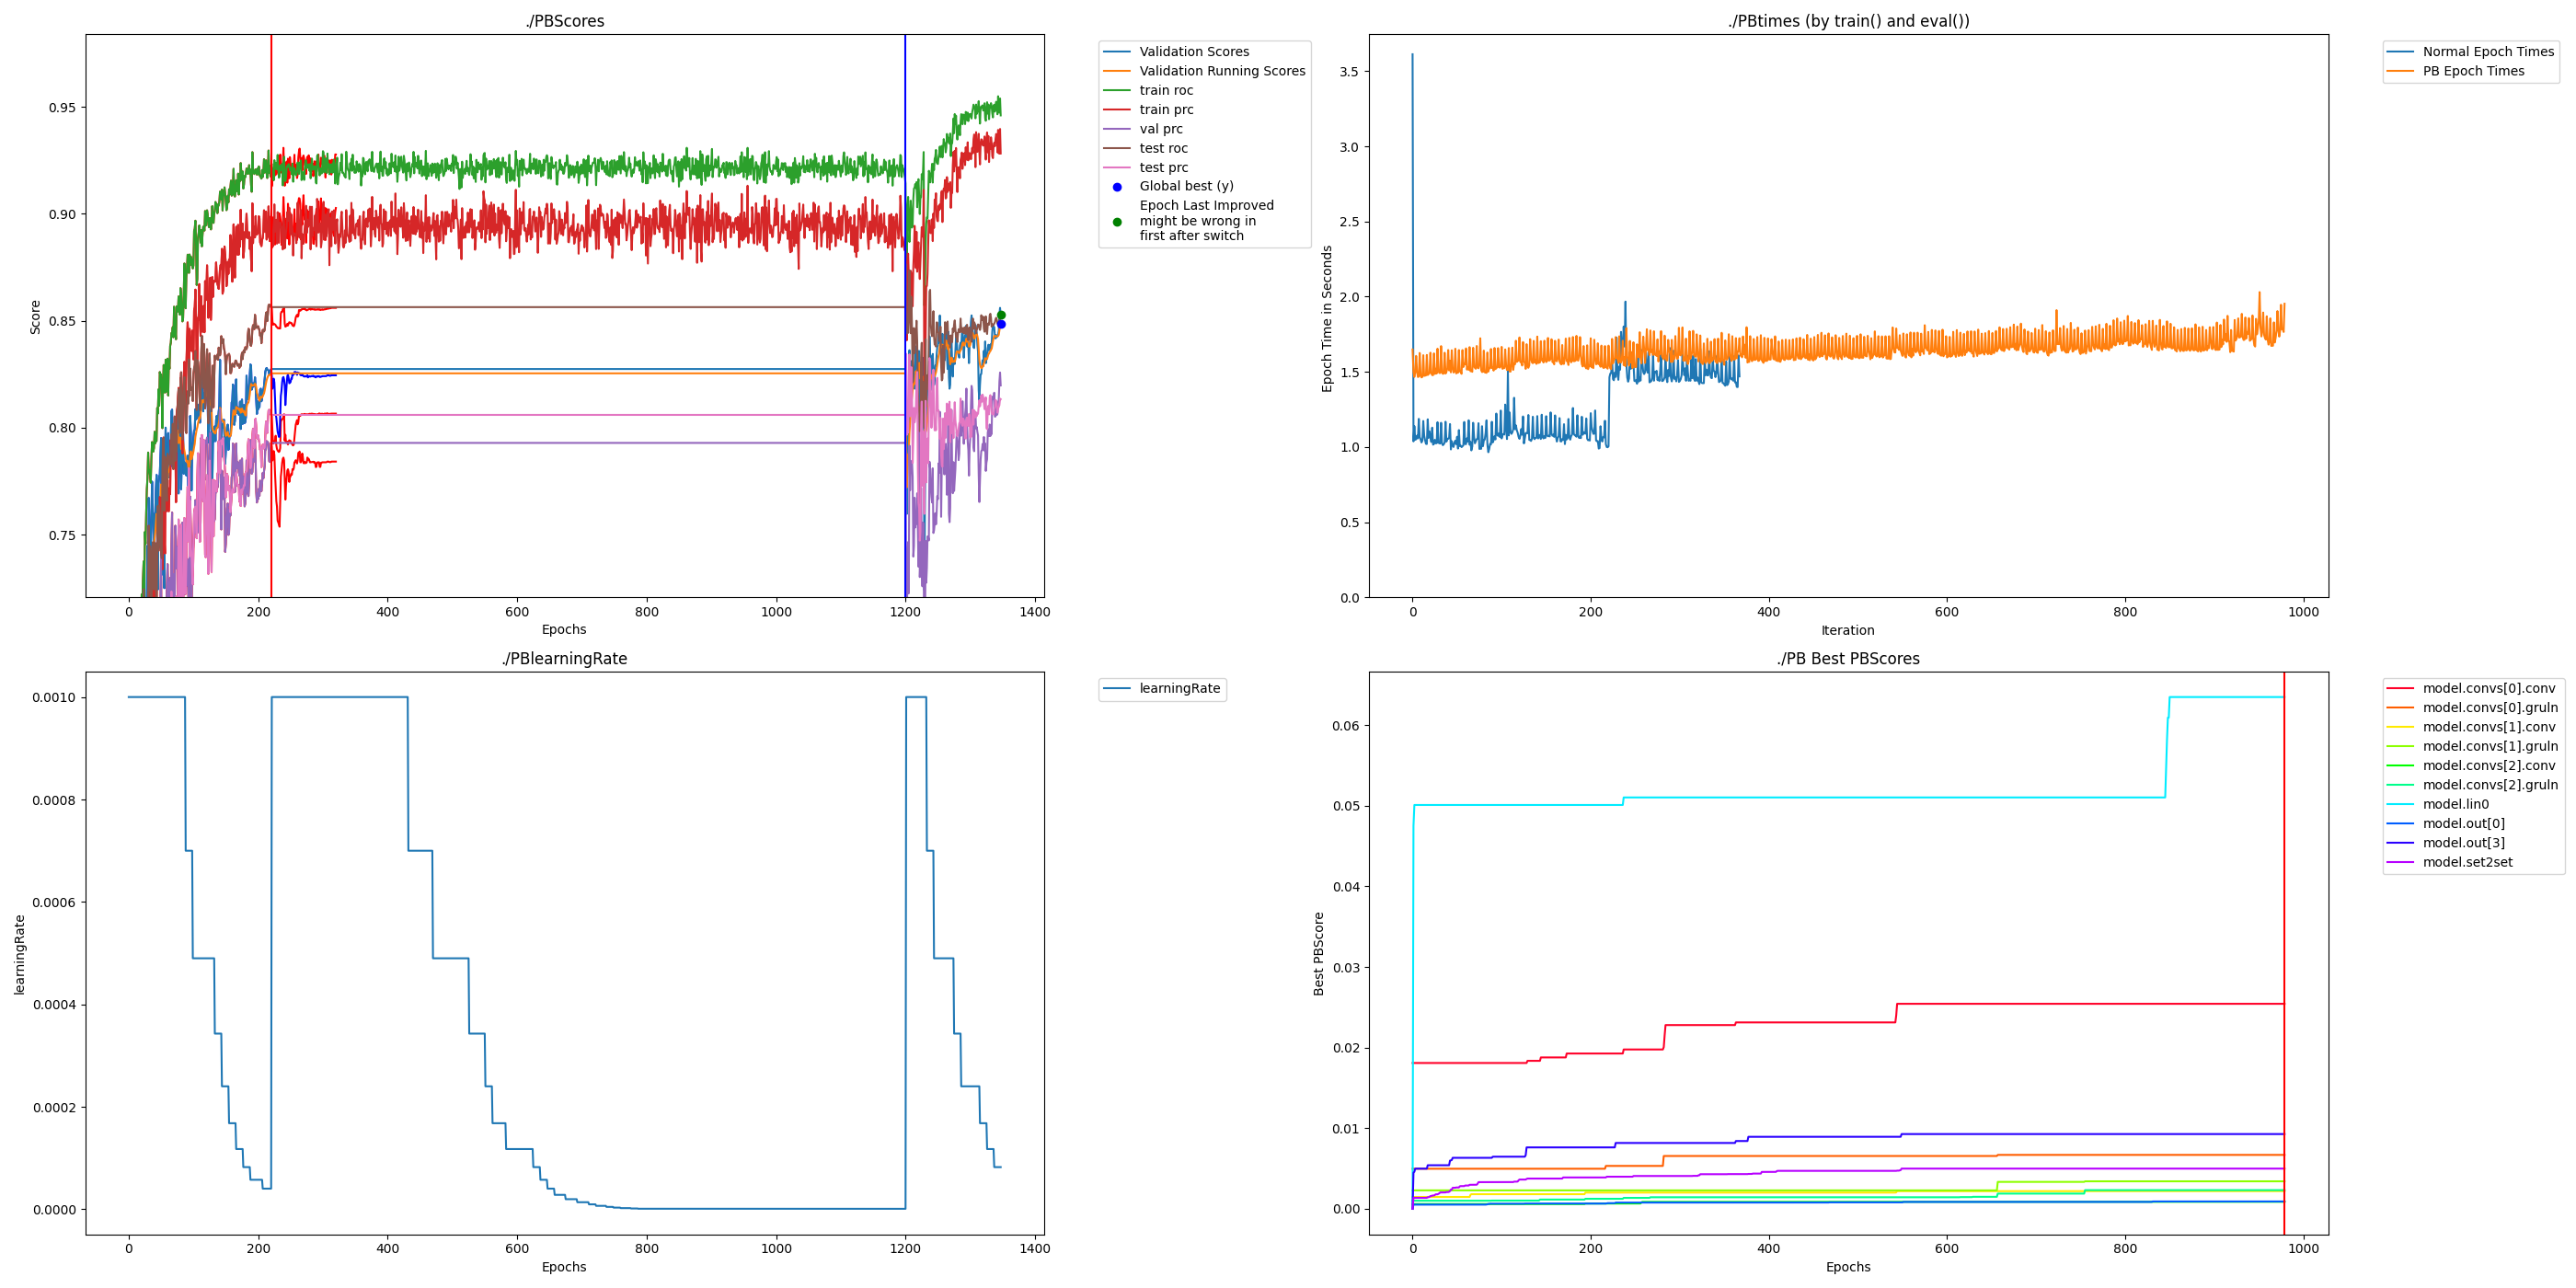 ./PBScores
Score
0.95
0.90
0.85
0.80
0.75
0
200
400
600
800
1000
1200
1400
Epochs
Validation Scores
Validation Running Scores
train roc
train prc
val prc
test roc
test prc
Global best (y)
Epoch Last Improved
might be wrong in
first after switch
./PBtimes (by train() and eval())
Epoch Time in Seconds
3.5
3.0
2.5
2.0
1.5
1.0
0.5
0.0
0
200
400
600
800
1000
Iteration
Normal Epoch Times
PB Epoch Times
./PBlearningRate
learningRate
0.0010
0.0008
0.0006
0.0004
0.0002
0.0000
0
200
400
600
800
1000
1200
1400
Epochs
learningRate
./PB Best PBScores
Best PBScore
0.06
0.05
0.04
0.03
0.02
0.01
0.00
0
200
400
600
800
1000
Epochs
model.convs[0].conv
model.convs[0].gruln
model.convs[1].conv
model.convs[1].gruln
model.convs[2].conv
model.convs[2].gruln
model.lin0
model.out[0]
model.out[3]
model.set2set